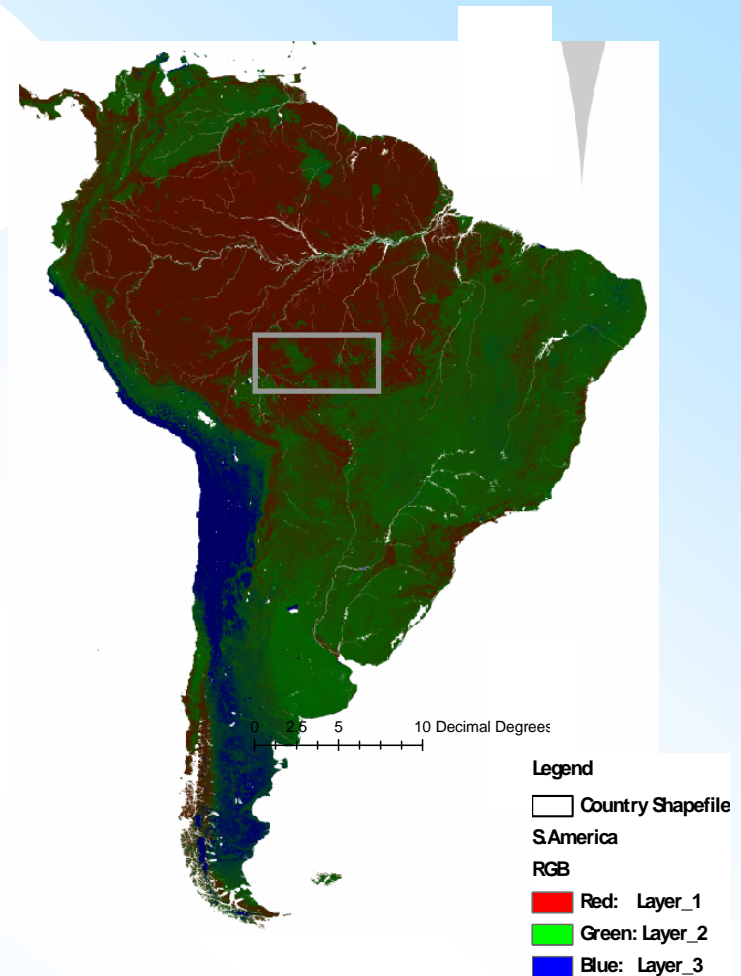 0 2.5 5 10 Decimal Degrees
Legend
Country Shapefile
S.America
RGB
Red: Layer_1
Green: Layer_2
Blue: Layer_3